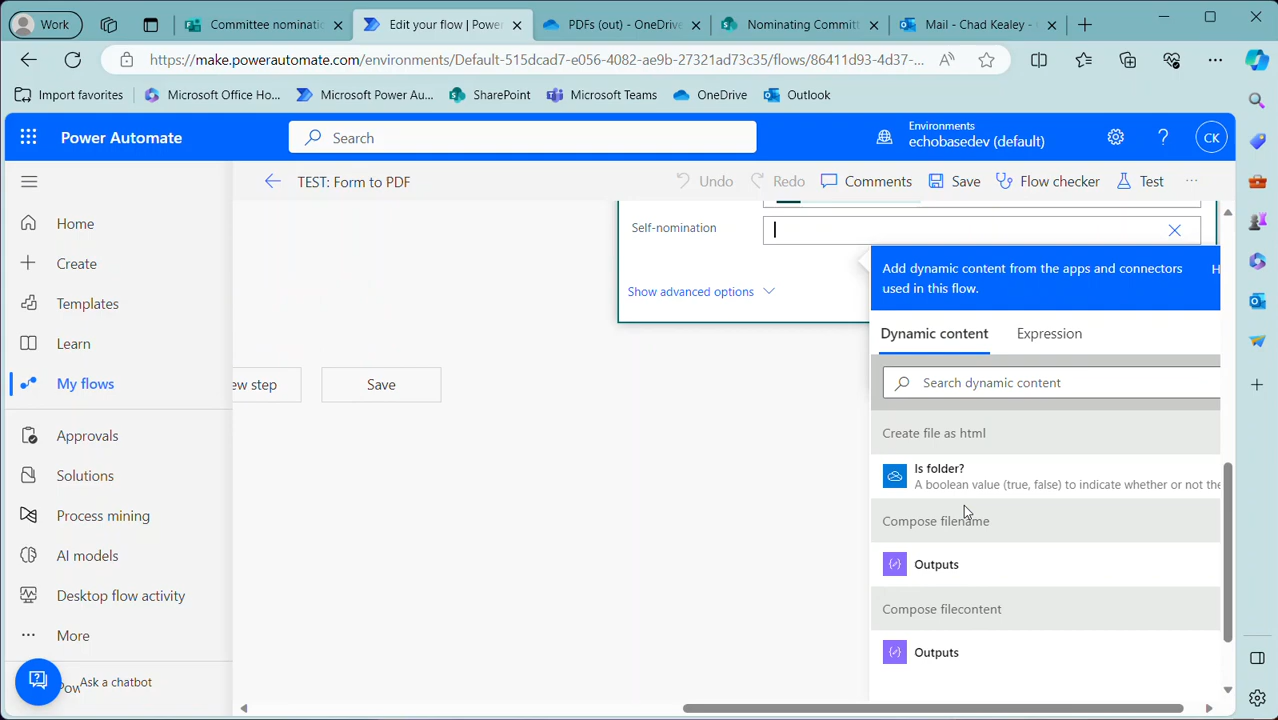 Work
Committee nominati
Edit your flow | Power
PDFs (out) - OneDrive
Nominating Committ
Mail - Chad Kealey -
https://make.powerautomate.com/environments/Default-515dcad7-e056-4082-ae9b-27321ad73c35/flows/86411d93-4d37-...
Import favorites
Microsoft Office Ho...
Microsoft Power Au...
SharePoint
Microsoft Teams
OneDrive
Outlook
Power Automate
Search
Environments
echobasedev (default)
CK
TEST: Form to PDF
Undo
Redo
Comments
Save
Flow checker
Test
Home
Create
Templates
Learn
My flows
Approvals
Solutions
Process mining
AI models
Desktop flow activity
More
Pow
Ask a chatbot
Self-nomination
Show advanced options
ew step
Save
Add dynamic content from the apps and connectors
used in this flow.
H
Dynamic content
Expression
Search dynamic content
Create file as html
Is folder?
A boolean value (true, false) to indicate whether or not the
Compose filename
Outputs
Compose filecontent
Outputs